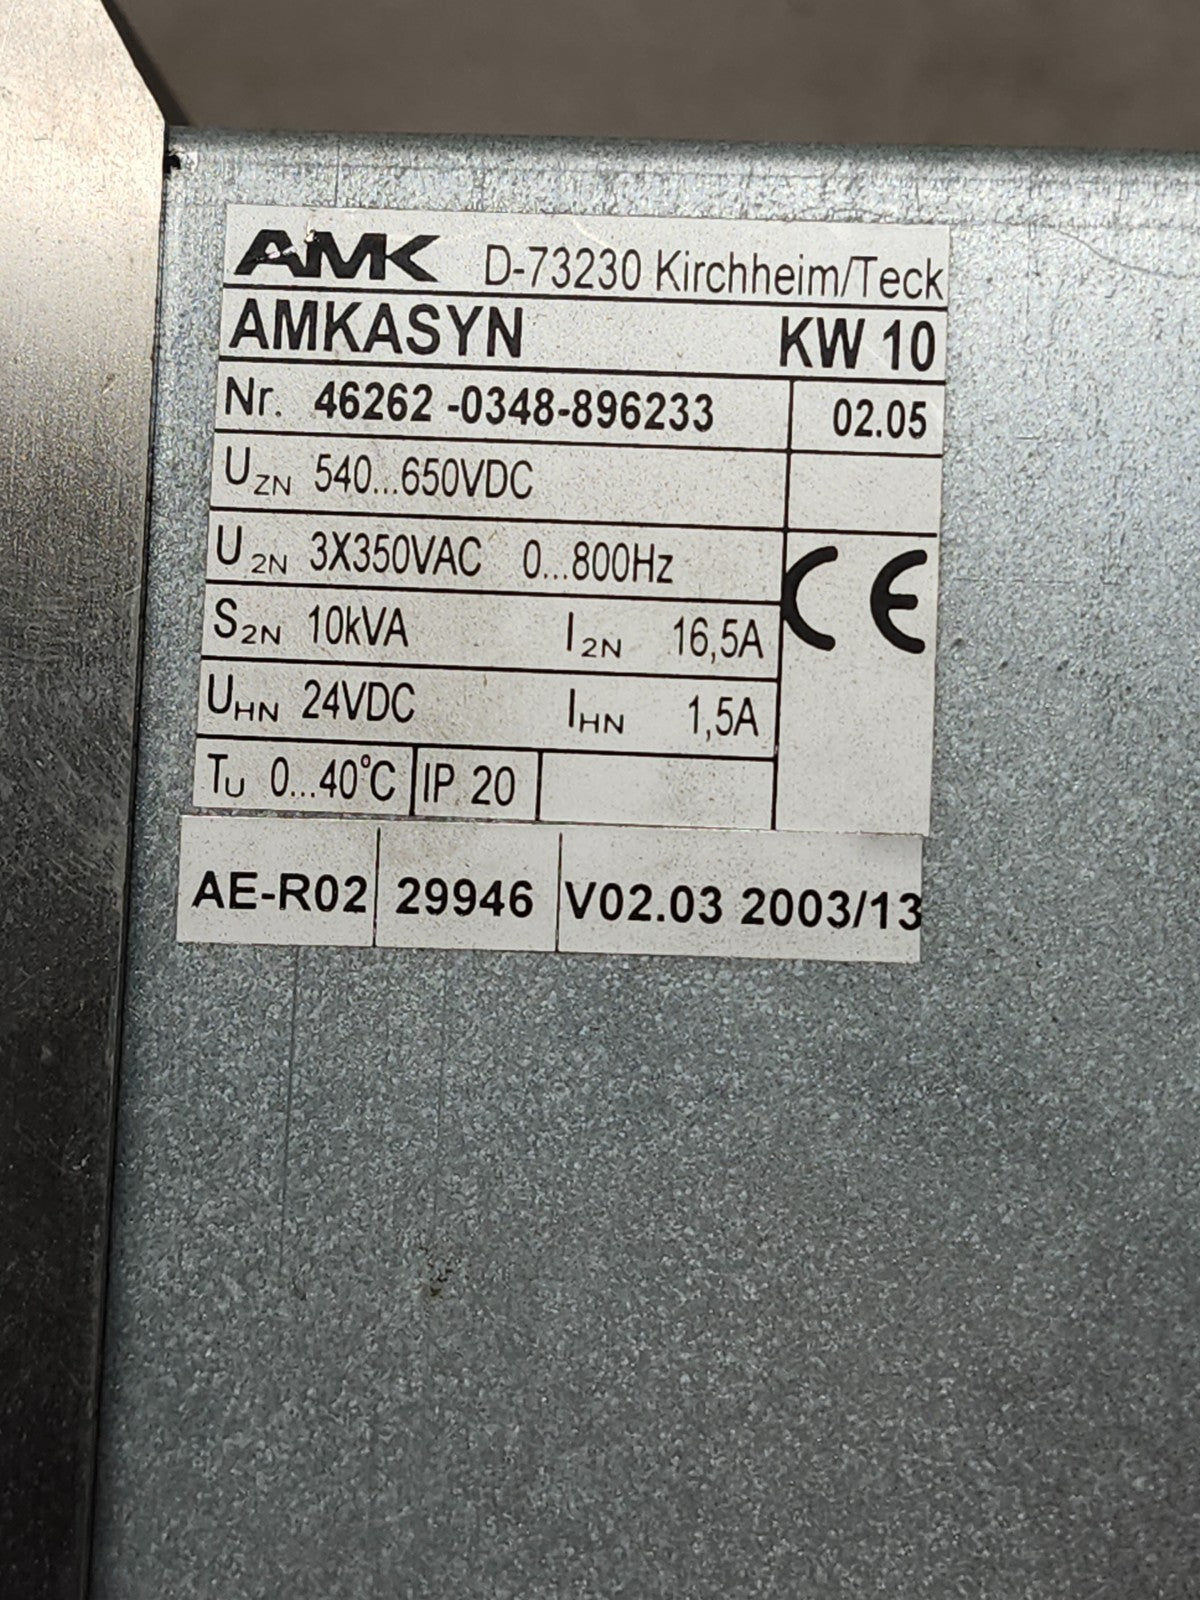 AMK D-73230 Kirchheim/Teck
AMKASYN KW 10
Nr. 46262 -0348-896233 02.05
UZN 540...650VDC
U2N 3X350VAC 0...800Hz
S2N 10kVA I2N 16,5A
UHN 24VDC IHN 1,5A
TU 0...40°C IP 20
CE
AE-R02 29946 V02.03 2003/13